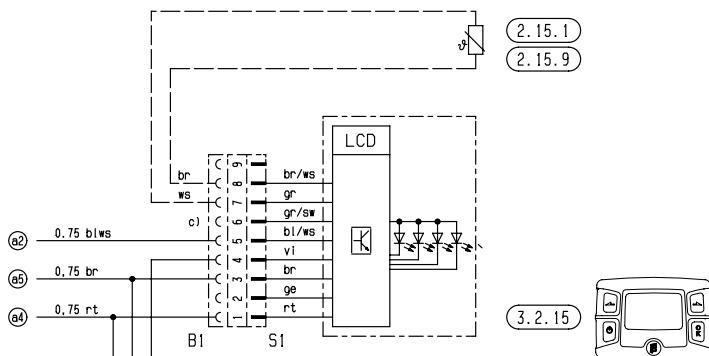 2.15.1
ϑ
2.15.9
LCD
br
9
8
br/ws
ws
7
gr
c)
6
gr/sw
a2
0.75 blws
5
bl/ws
4
vi
a5
0,75 br
3
br
2
ge
a4
0,75 rt
1
rt
B1
S1
3.2.15